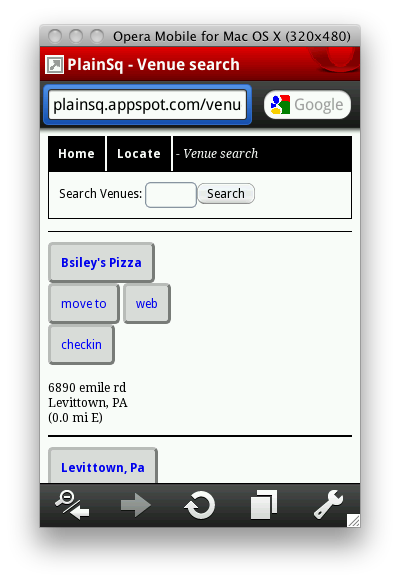 Opera Mobile for Mac OS X (320x480)
PlainSq - Venue search
plainsq.appspot.com/venu
Google
Home Locate - Venue search
Search Venues: Search
Bsiley's Pizza
move to web
checkin
6890 emile rd
Levittown, PA
(0.0 mi E)
Levittown, Pa